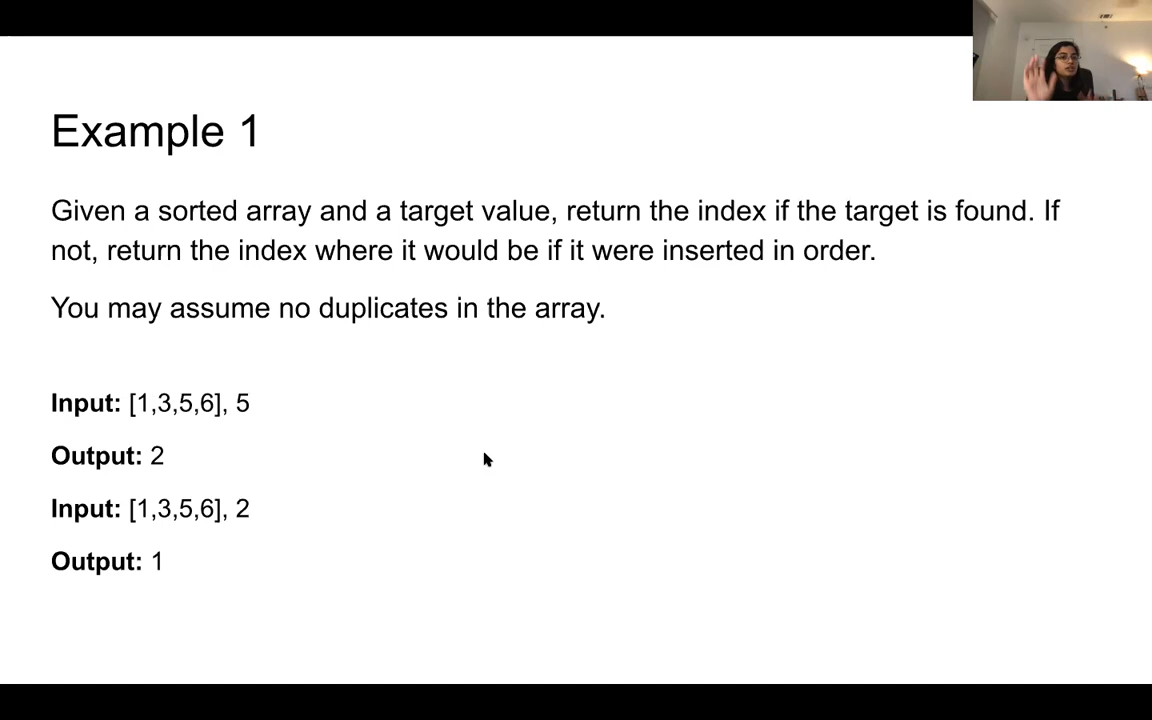 Example 1
Given a sorted array and a target value, return the index if the target is found. If
not, return the index where it would be if it were inserted in order.
You may assume no duplicates in the array.
Input: [1,3,5,6], 5
Output: 2
Input: [1,3,5,6], 2
Output: 1